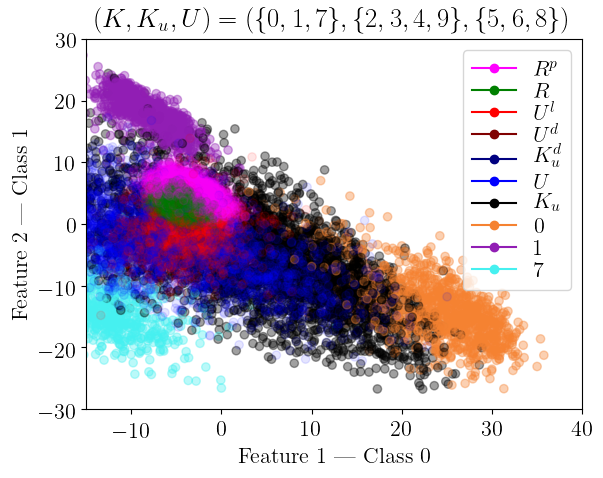 (K, K_u, U) = ({0, 1, 7}, {2, 3, 4, 9}, {5, 6, 8})
30
20
10
0
−10
−20
−30
Feature 2 — Class 1
R^p
R
U^l
U^d
K_u^d
U
K_u
0
1
7
−10 0 10 20 30 40
Feature 1 — Class 0